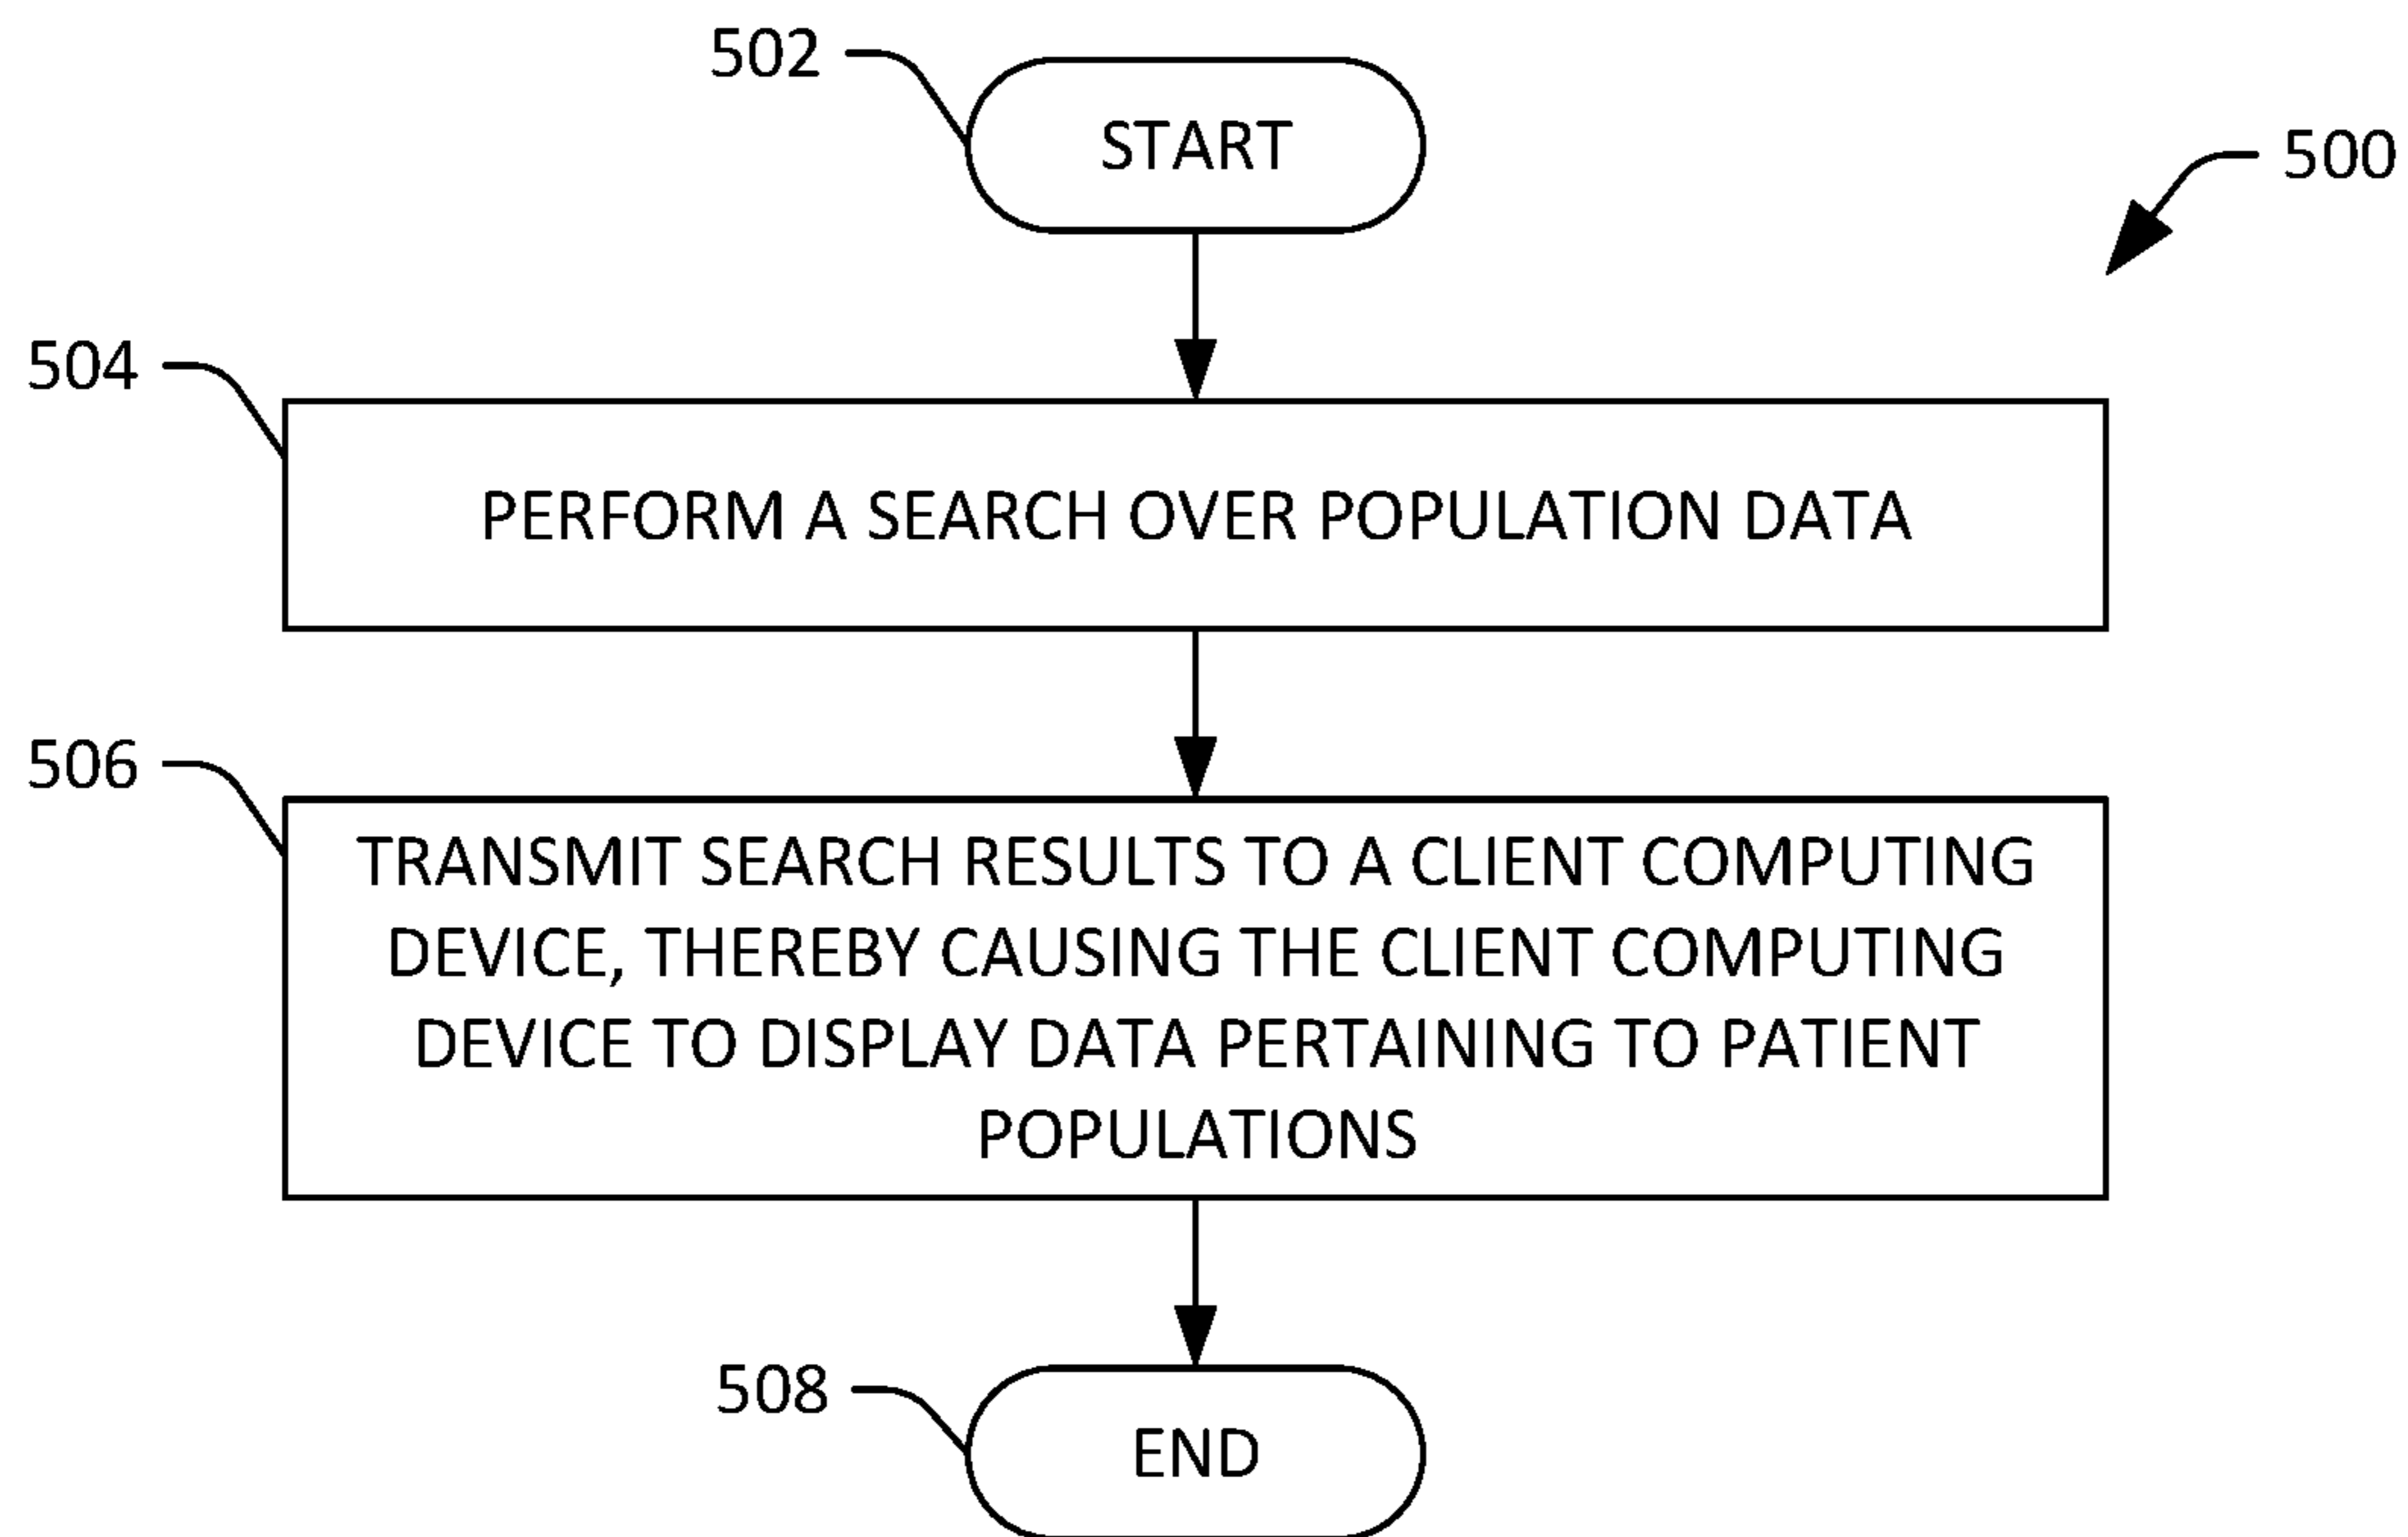 502
START
500
504
PERFORM A SEARCH OVER POPULATION DATA
506
TRANSMIT SEARCH RESULTS TO A CLIENT COMPUTING
DEVICE, THEREBY CAUSING THE CLIENT COMPUTING
DEVICE TO DISPLAY DATA PERTAINING TO PATIENT
POPULATIONS
508
END